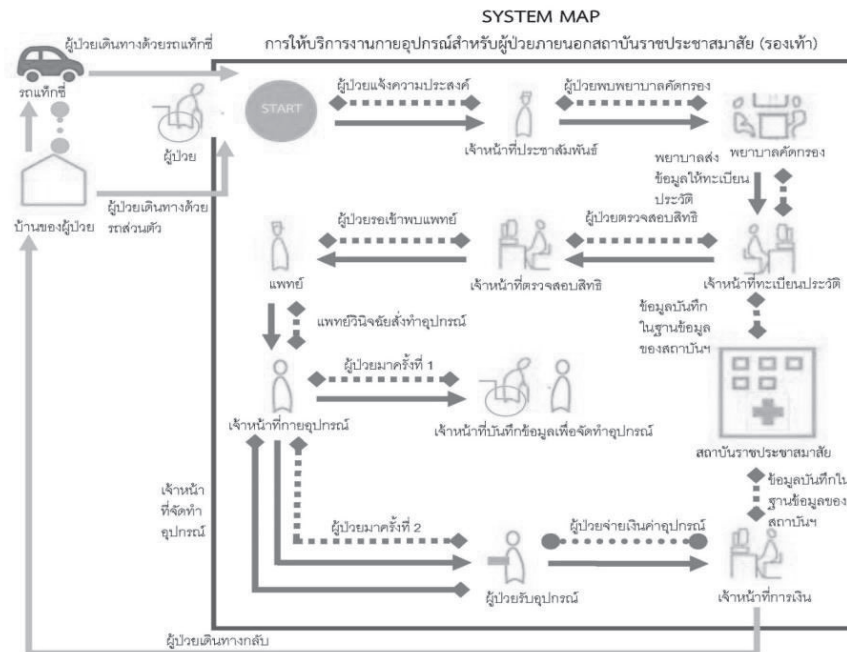 SYSTEM MAP
การให้บริการงานกายอุปกรณ์สำหรับผู้ป่วยภายนอกสถาบันราชประชาสมาสัย (รองเท้า)
ผู้ป่วยเดินทางด้วยรถแท็กซี่
รถแท็กซี่
ผู้ป่วย
START
ผู้ป่วยแจ้งความประสงค์
เจ้าหน้าที่ประชาสัมพันธ์
ผู้ป่วยพบพยาบาลคัดกรอง
พยาบาลคัดกรอง
พยาบาลส่ง
ข้อมูลให้ทะเบียน
ประวัติ
บ้านของผู้ป่วย
ผู้ป่วยเดินทางด้วย
รถส่วนตัว
ผู้ป่วยรอเข้าพบแพทย์
ผู้ป่วยตรวจสอบสิทธิ
แพทย์
เจ้าหน้าที่ตรวจสอบสิทธิ
เจ้าหน้าที่ทะเบียนประวัติ
แพทย์วินิจฉัยสั่งทำอุปกรณ์
ข้อมูลบันทึก
ในฐานข้อมูล
ของสถาบันฯ
ผู้ป่วยมาครั้งที่ 1
เจ้าหน้าที่กายอุปกรณ์
เจ้าหน้าที่บันทึกข้อมูลเพื่อจัดทำอุปกรณ์
สถาบันราชประชาสมาสัย
เจ้าหน้า
ที่จัดทำ
อุปกรณ์
ข้อมูลบันทึกใน
ฐานข้อมูลของ
สถาบันฯ
ผู้ป่วยมาครั้งที่ 2
ผู้ป่วยจ่ายเงินค่าอุปกรณ์
ผู้ป่วยรับอุปกรณ์
เจ้าหน้าที่การเงิน
ผู้ป่วยเดินทางกลับ